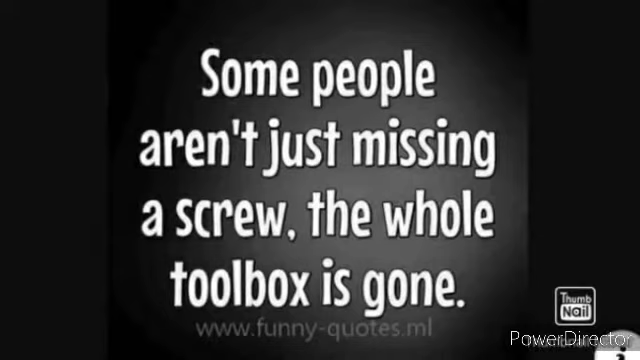 Some people
aren't just missing
a screw, the whole
toolbox is gone.
www.funny-quotes.ml
Thumb
Nail
PowerDirector